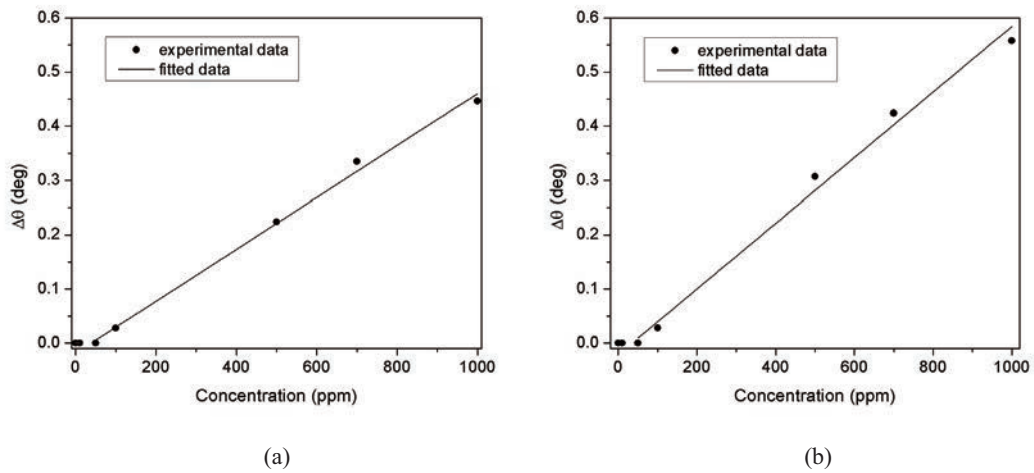 0.6
0.5
0.4
0.3
0.2
0.1
0.0
Δθ (deg)
experimental data
fitted data
0 200 400 600 800 1000
Concentration (ppm)
(a)
0.6
0.5
0.4
0.3
0.2
0.1
0.0
Δθ (deg)
experimental data
fitted data
0 200 400 600 800 1000
Concentration (ppm)
(b)